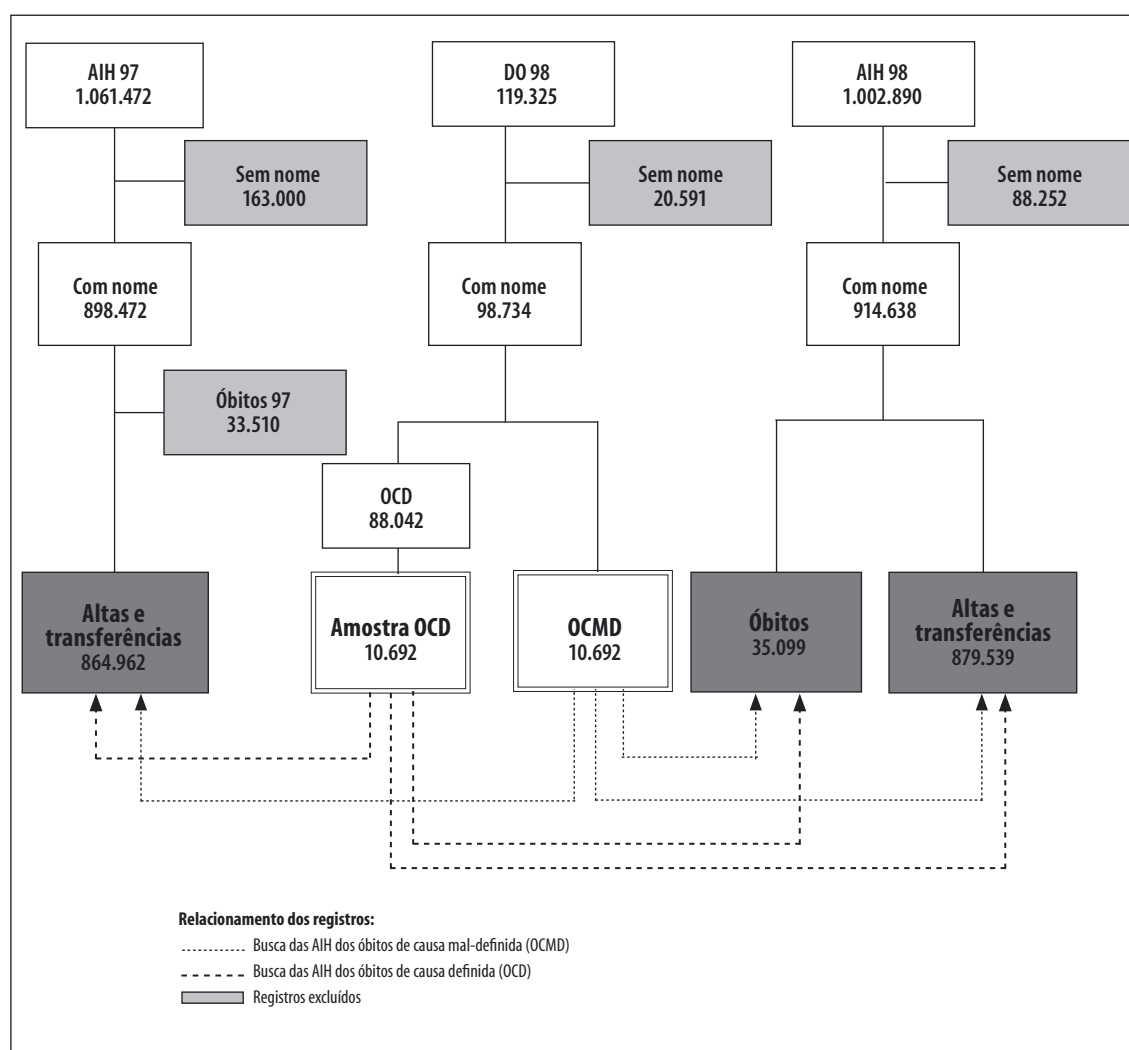 AIH 97
1.061.472
DO 98
119.325
AIH 98
1.002.890
Sem nome
163.000
Sem nome
20.591
Sem nome
88.252
Com nome
898.472
Com nome
98.734
Com nome
914.638
Óbitos 97
33.510
OCD
88.042
Altas e
transferências
864.962
Amostra OCD
10.692
OCMD
10.692
Óbitos
35.099
Altas e
transferências
879.539
Relacionamento dos registros:
Busca das AIH dos óbitos de causa mal-definida (OCMD)
Busca das AIH dos óbitos de causa definida (OCD)
Registros excluídos